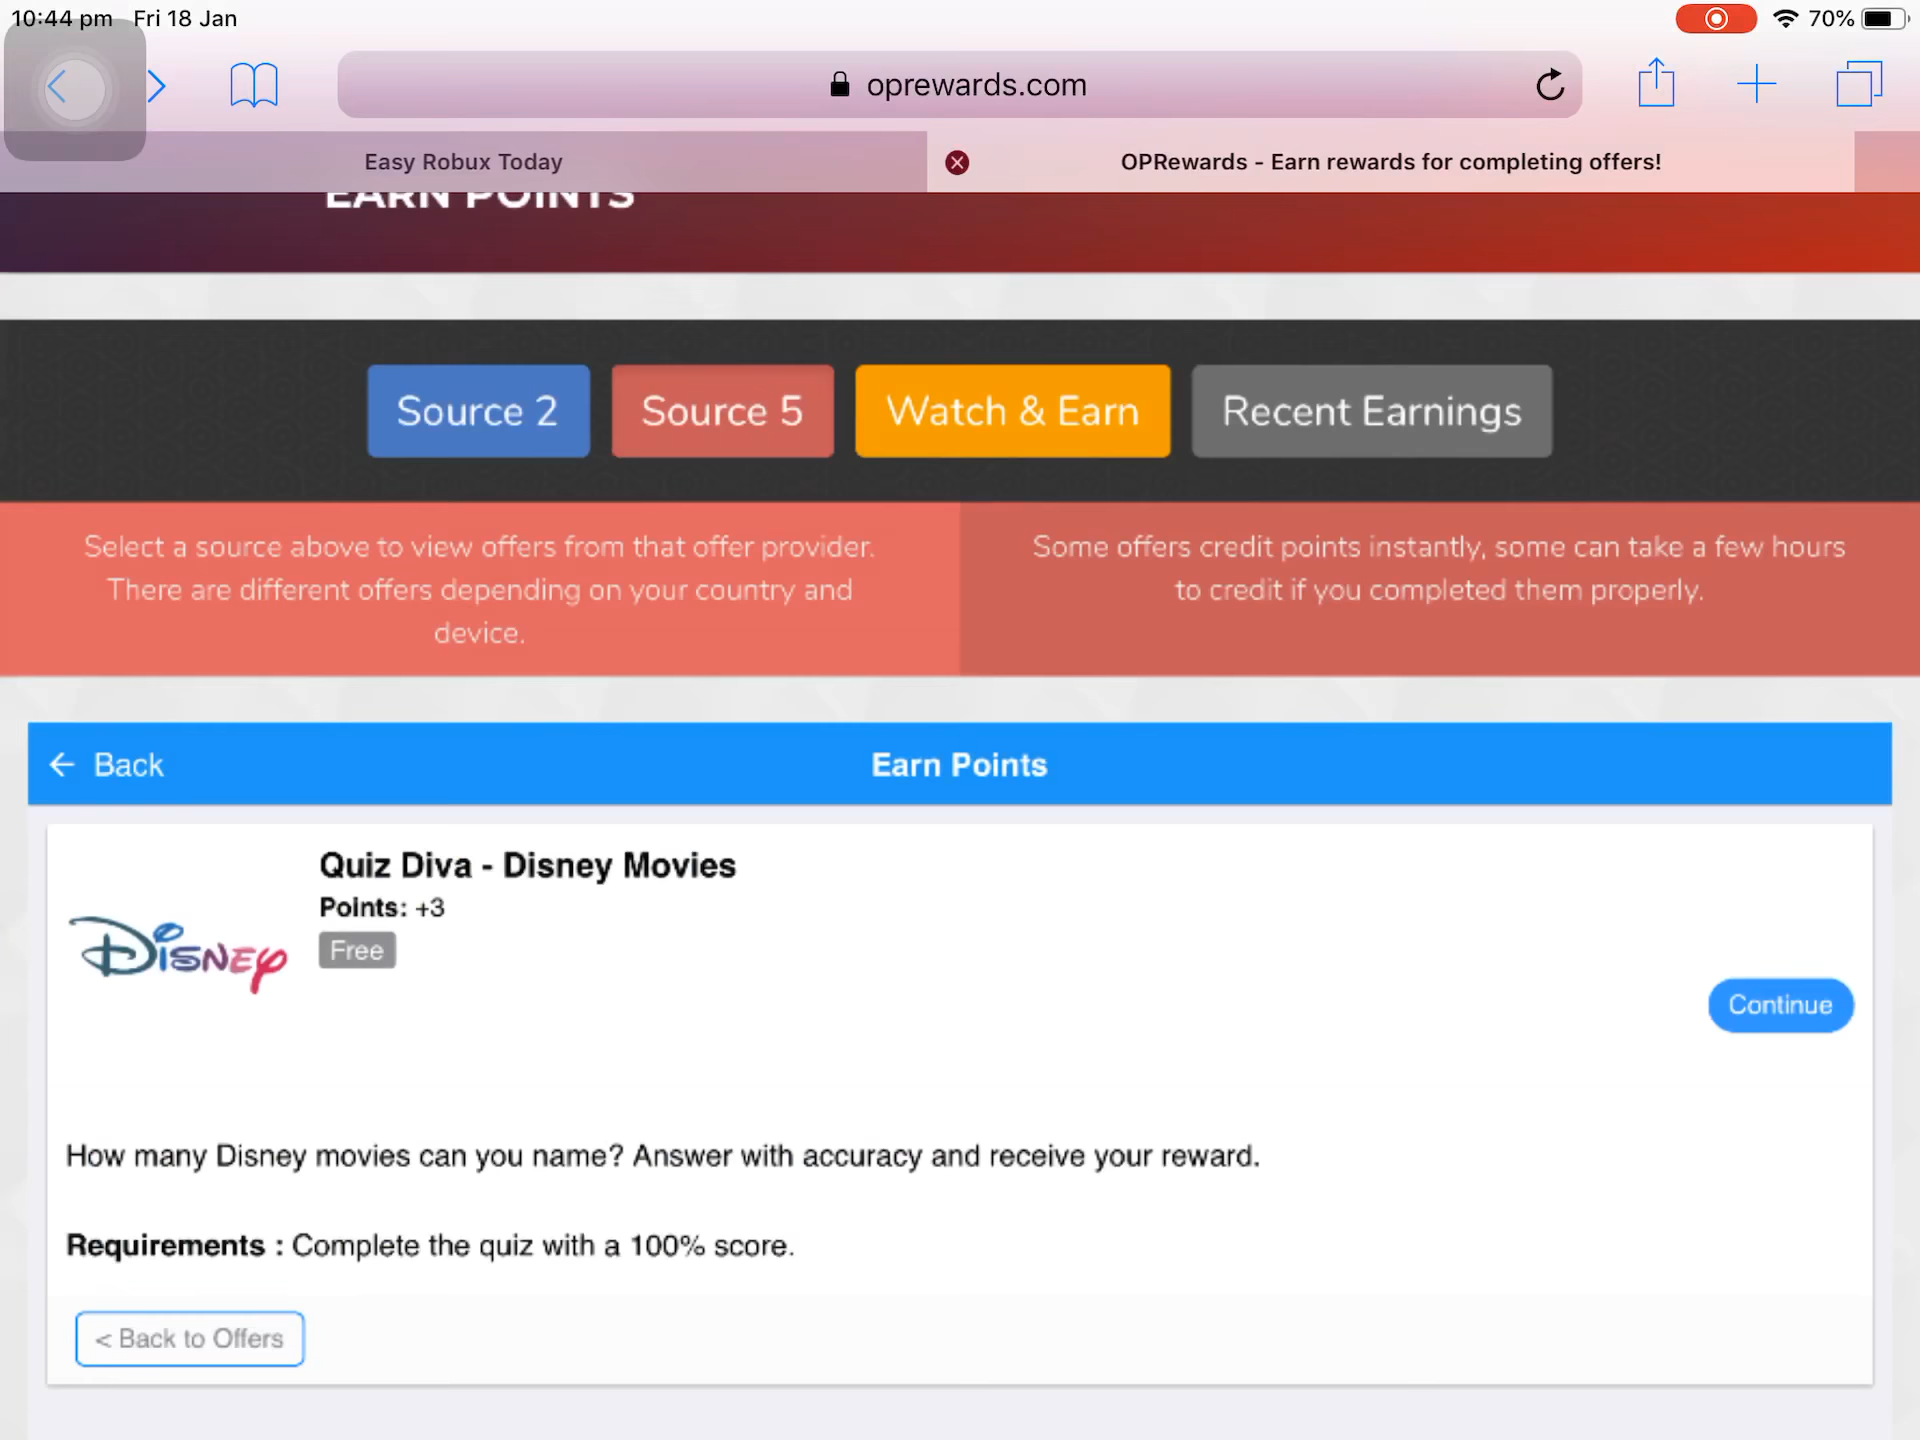 10:44 pm Fri 18 Jan
70%
oprewards.com
Easy Robux Today
OPRewards - Earn rewards for completing offers!
EARN POINTS
Source 2
Source 5
Watch & Earn
Recent Earnings
Select a source above to view offers from that offer provider.
There are different offers depending on your country and
device.
Some offers credit points instantly, some can take a few hours
to credit if you completed them properly.
← Back
Earn Points
Disney
Quiz Diva - Disney Movies
Points: +3
Free
Continue
How many Disney movies can you name? Answer with accuracy and receive your reward.
Requirements : Complete the quiz with a 100% score.
< Back to Offers